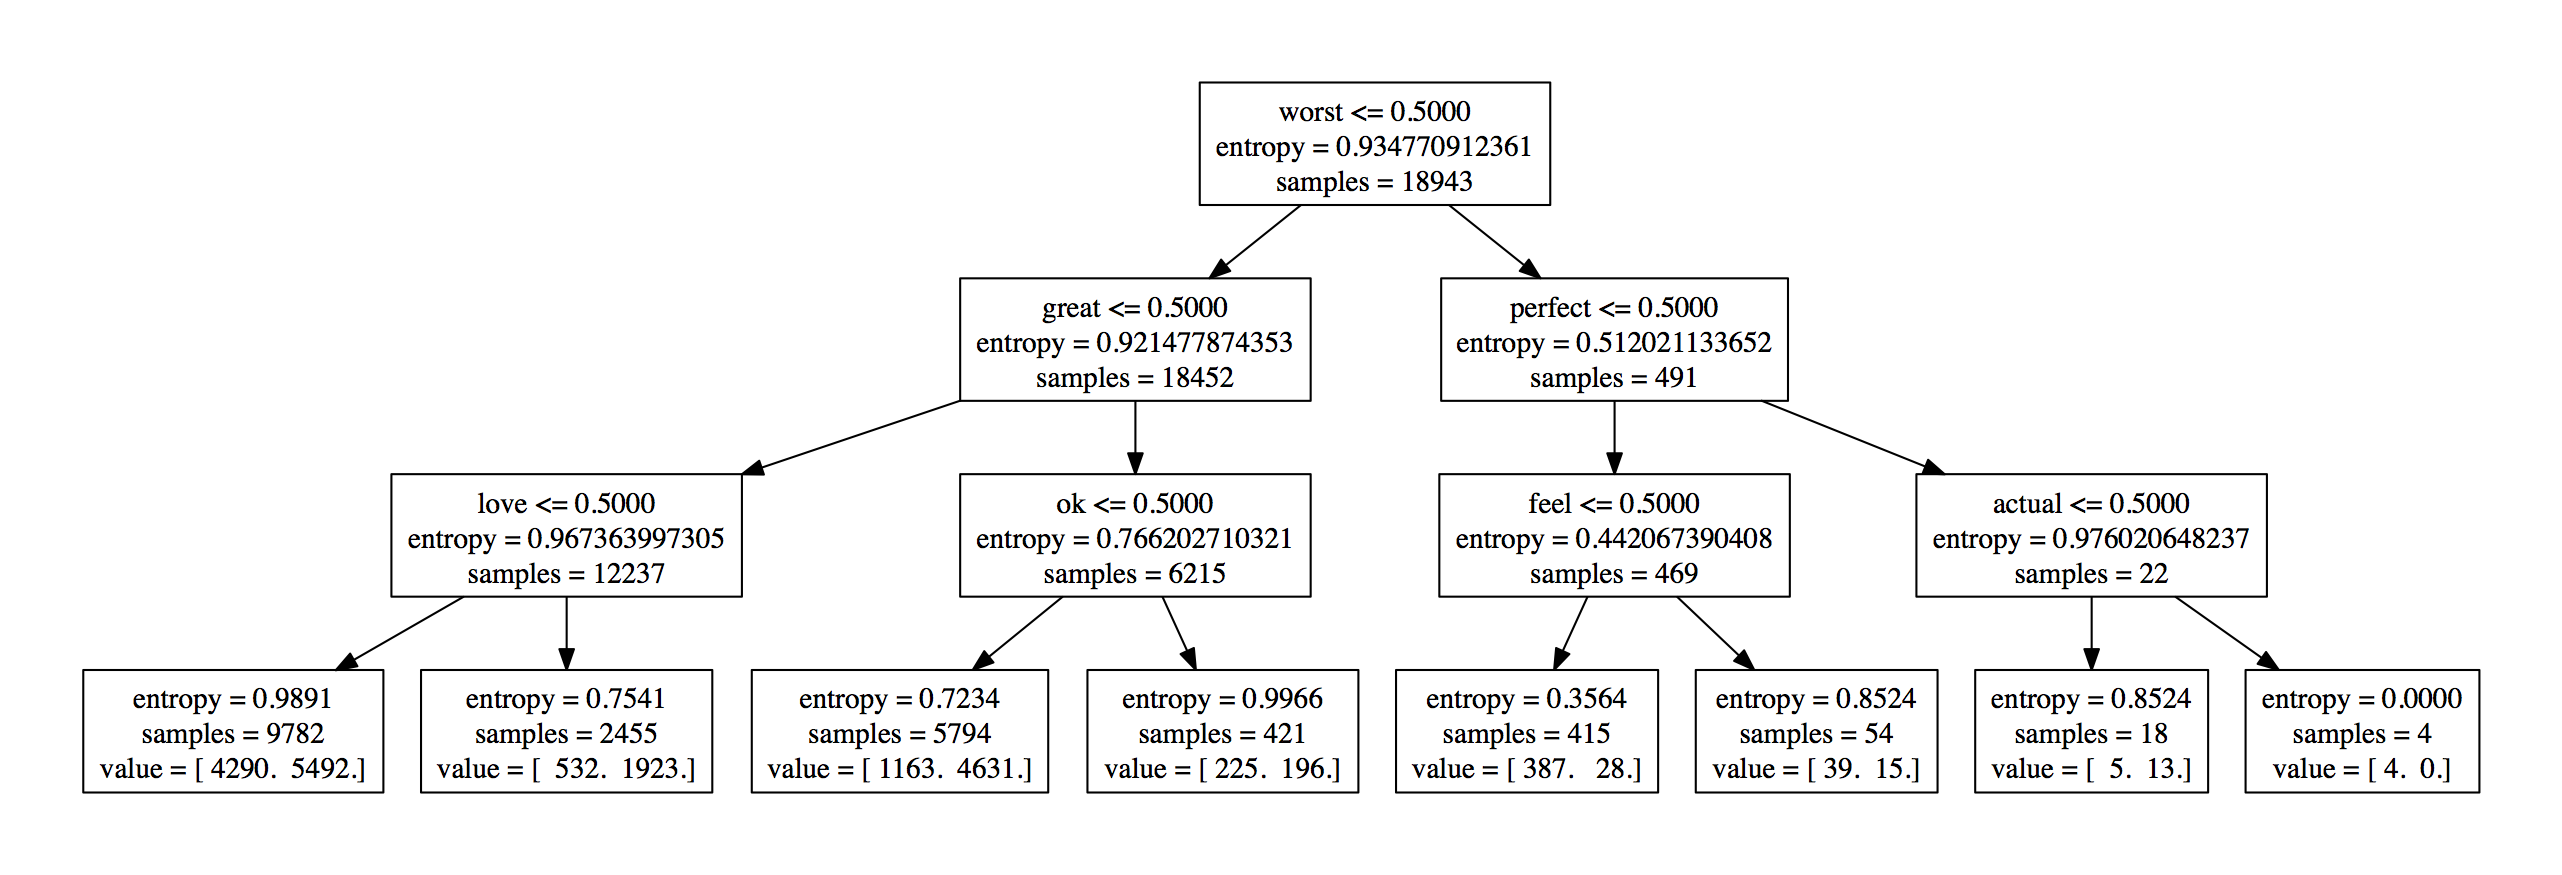 worst <= 0.5000
entropy = 0.934770912361
samples = 18943
great <= 0.5000
entropy = 0.921477874353
samples = 18452
perfect <= 0.5000
entropy = 0.512021133652
samples = 491
love <= 0.5000
entropy = 0.967363997305
samples = 12237
ok <= 0.5000
entropy = 0.766202710321
samples = 6215
feel <= 0.5000
entropy = 0.442067390408
samples = 469
actual <= 0.5000
entropy = 0.976020648237
samples = 22
entropy = 0.9891
samples = 9782
value = [ 4290.  5492.]
entropy = 0.7541
samples = 2455
value = [  532.  1923.]
entropy = 0.7234
samples = 5794
value = [ 1163.  4631.]
entropy = 0.9966
samples = 421
value = [ 225.  196.]
entropy = 0.3564
samples = 415
value = [ 387.   28.]
entropy = 0.8524
samples = 54
value = [ 39.  15.]
entropy = 0.8524
samples = 18
value = [  5.  13.]
entropy = 0.0000
samples = 4
value = [ 4.  0.]